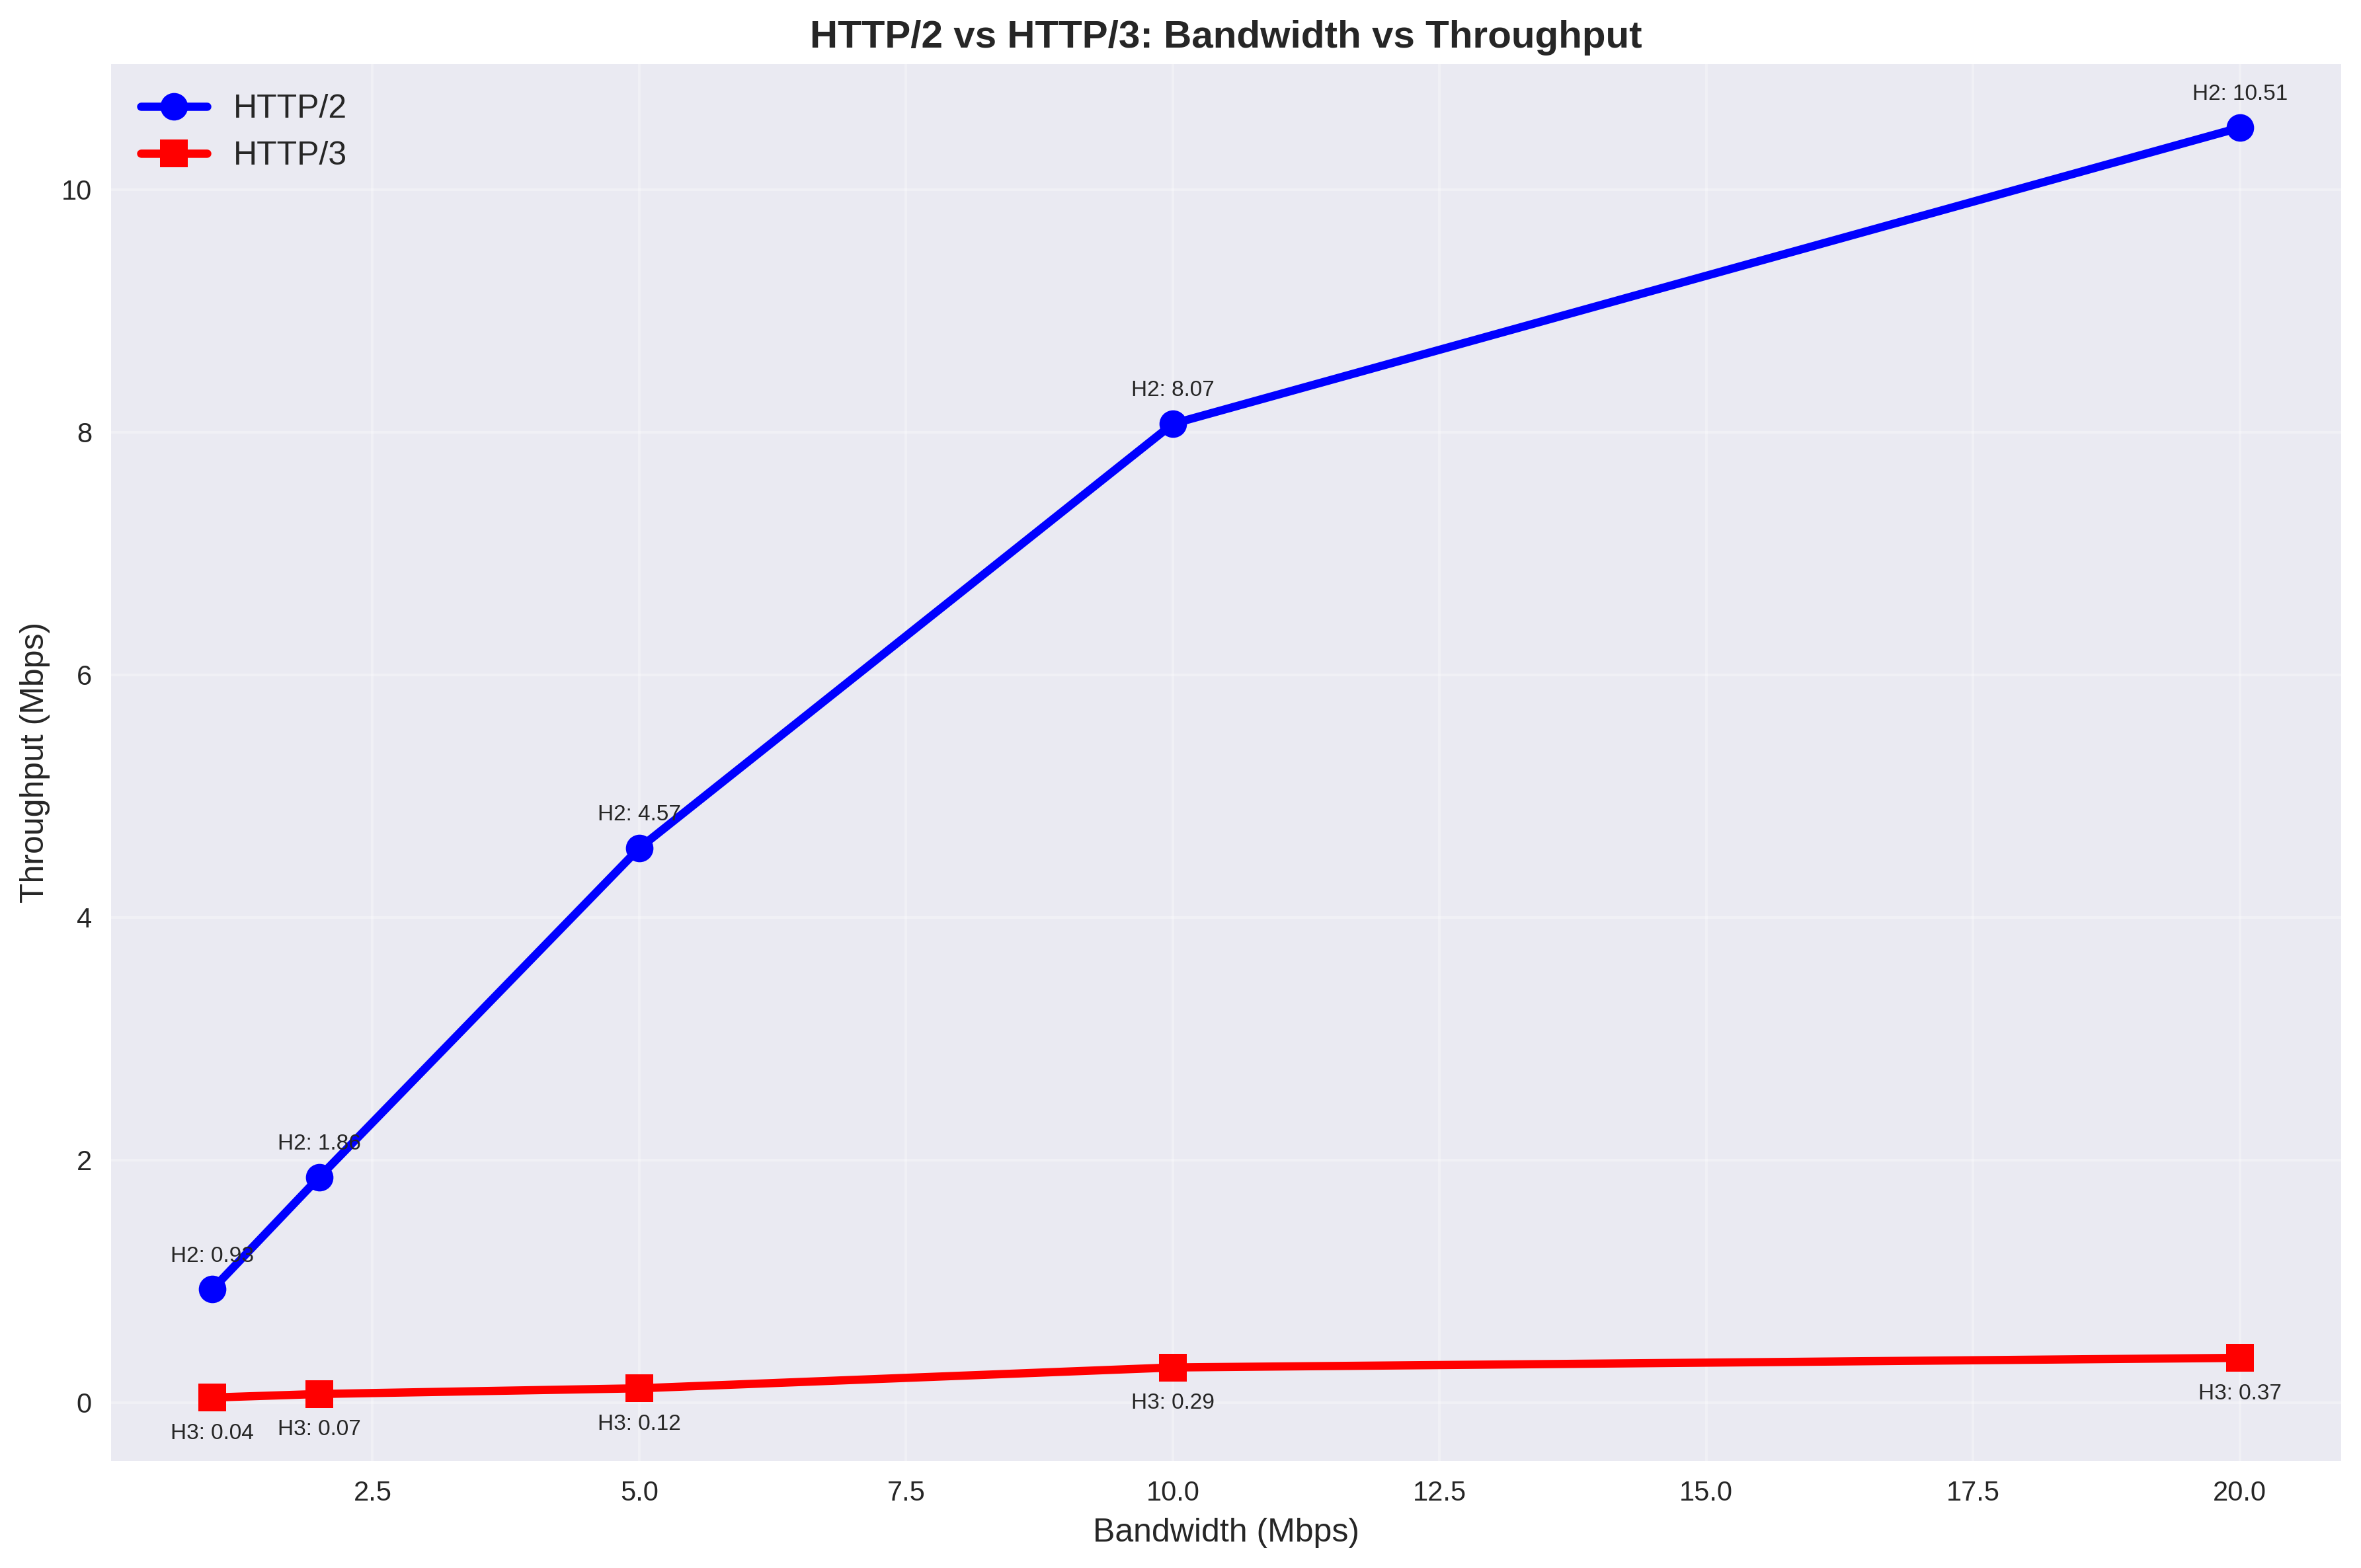 HTTP/2 vs HTTP/3: Bandwidth vs Throughput
HTTP/2
HTTP/3
H2: 10.51
H2: 8.07
H2: 4.57
H2: 1.86
H2: 0.93
H3: 0.04
H3: 0.07
H3: 0.12
H3: 0.29
H3: 0.37
10
8
6
4
2
0
Throughput (Mbps)
2.5
5.0
7.5
10.0
12.5
15.0
17.5
20.0
Bandwidth (Mbps)